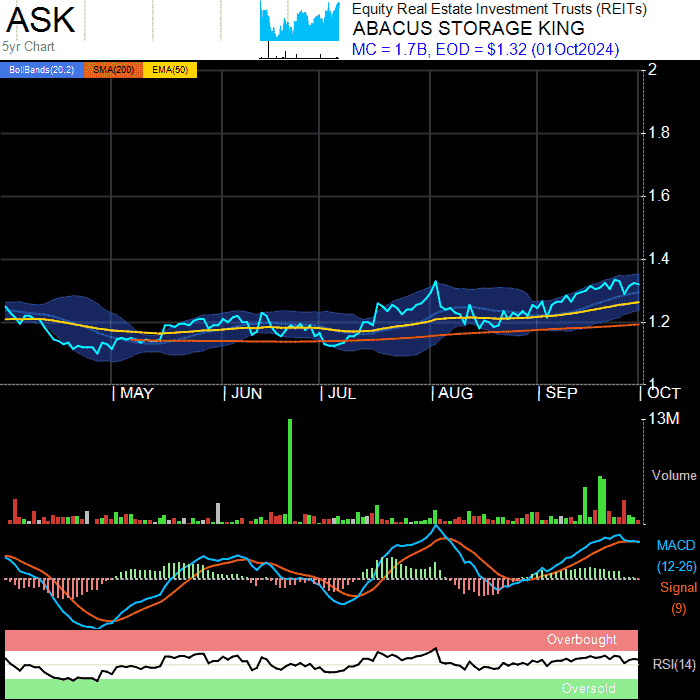 ASK
5yr Chart
Equity Real Estate Investment Trusts (REITs)
ABACUS STORAGE KING
MC = 1.7B, EOD = $1.32 (01Oct2024)
BollBands(20,2) SMA(200) EMA(50)
2
1.8
1.6
1.4
1.2
1
MAY JUN JUL AUG SEP OCT
13M
Volume
MACD
(12-26)
Signal
(9)
Overbought
RSI(14)
Oversold